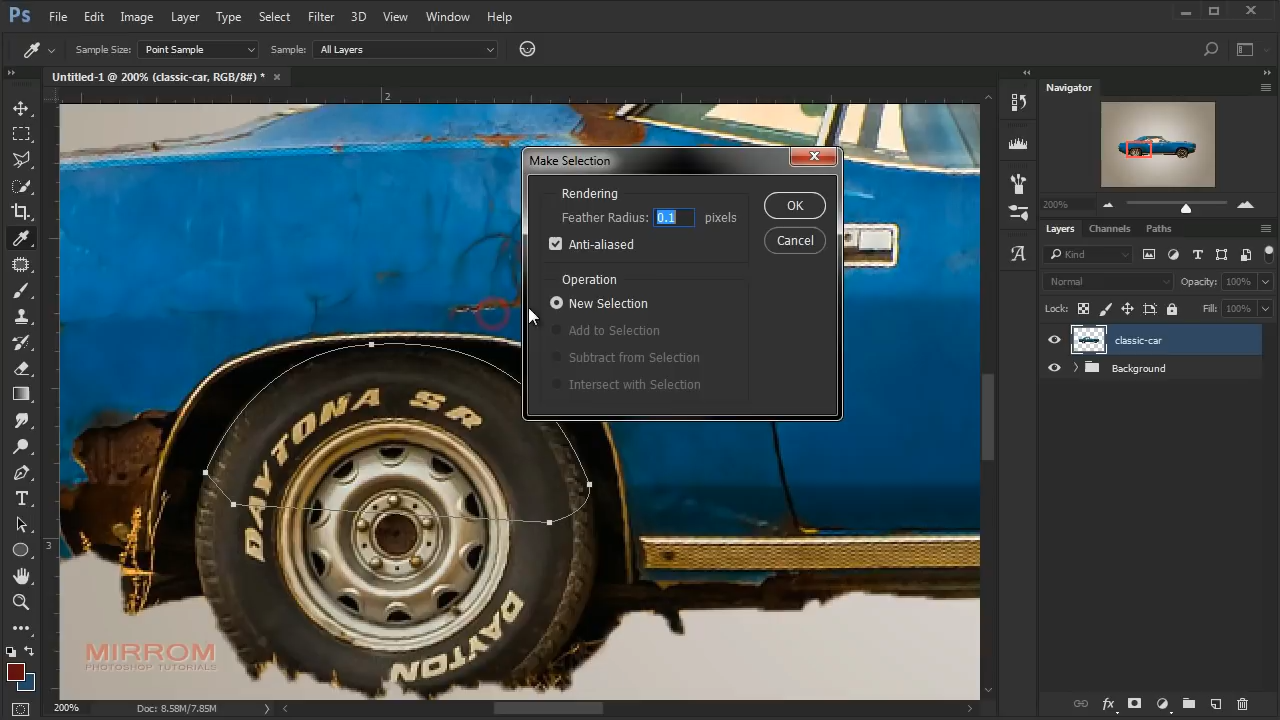 Ps File Edit Image Layer Type Select Filter 3D View Window Help
Sample Size: Point Sample Sample: All Layers
Untitled-1 @ 200% (classic-car, RGB/8#) * ×
2
3
Make Selection
Rendering
Feather Radius: 0.1 pixels
Anti-aliased
Operation
New Selection
Add to Selection
Subtract from Selection
Intersect with Selection
OK
Cancel
DAYTONA SR
DAYTON
MIRROM
PHOTOSHOP TUTORIALS
Navigator
200%
Layers Channels Paths
Kind
Normal Opacity: 100%
Lock: Fill: 100%
classic-car
Background
fx
200% Doc: 8.58M/7.85M